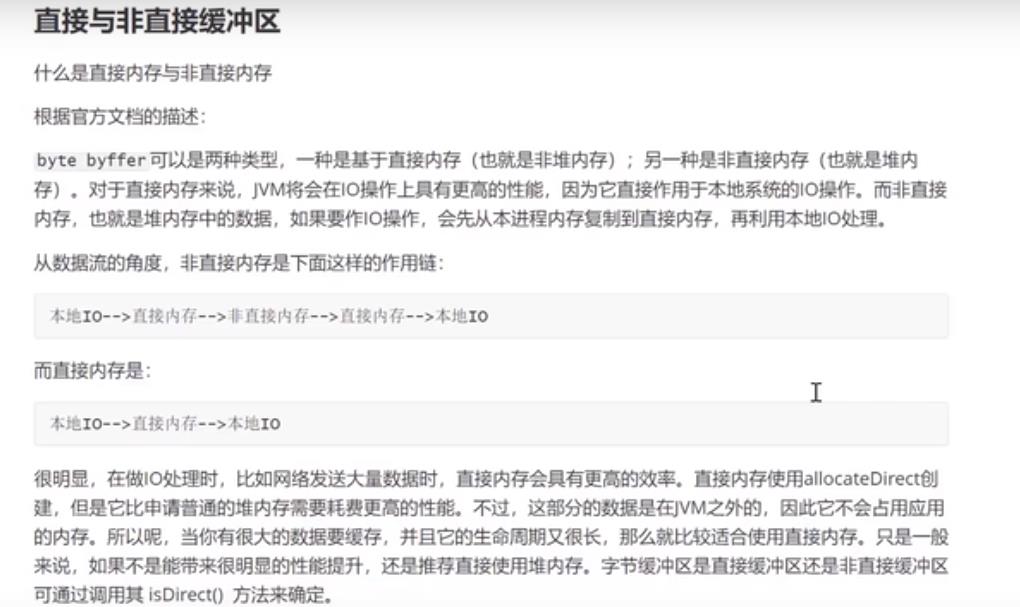 直接与非直接缓冲区
什么是直接内存与非直接内存
根据官方文档的描述：
byte byffer可以是两种类型，一种是基于直接内存（也就是非堆内存）；另一种是非直接内存（也就是堆内
存）。对于直接内存来说，JVM将会在IO操作上具有更高的性能，因为它直接作用于本地系统的IO操作。而非直接
内存，也就是堆内存中的数据，如果要作IO操作，会先从本进程内存复制到直接内存，再利用本地IO处理。
从数据流的角度，非直接内存是下面这样的作用链：
本地IO-->直接内存-->非直接内存-->直接内存-->本地IO
而直接内存是：
本地IO-->直接内存-->本地IO
很明显，在做IO处理时，比如网络发送大量数据时，直接内存会具有更高的效率。直接内存使用allocateDirect创
建，但是它比申请普通的堆内存需要耗费更高的性能。不过，这部分的数据是在JVM之外的，因此它不会占用应用
的内存。所以呢，当你有很大的数据要缓存，并且它的生命周期又很长，那么就比较适合使用直接内存。只是一般
来说，如果不是能带来很明显的性能提升，还是推荐直接使用堆内存。字节缓冲区是直接缓冲区还是非直接缓冲区
可通过调用其 isDirect() 方法来确定。